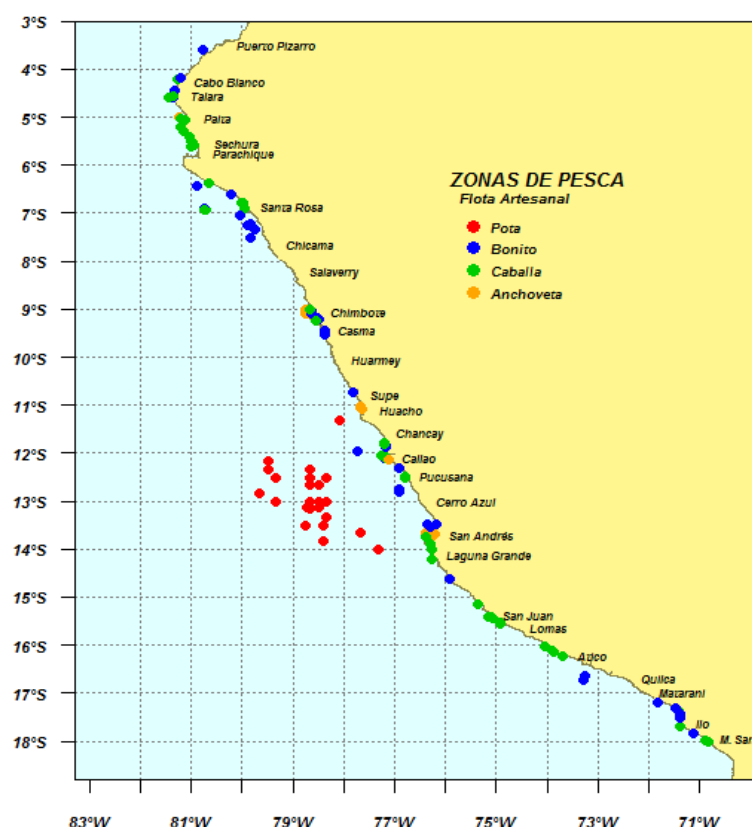 3°S
Puerto Pizarro
4°S
Cabo Blanco
Talara
5°S
Paita
Sechura
Parachique
6°S
ZONAS DE PESCA
Flota Artesanal
7°S
Santa Rosa
Pota
Bonito
Chicama
8°S
Salaverry
Caballa
Anchoveta
9°S
Chimbote
Casma
10°S
Huarmey
Supe
11°S
Huacho
Chancay
12°S
Callao
Pucusana
13°S
Cerro Azul
San Andrés
14°S
Laguna Grande
15°S
San Juan
Lomas
16°S
Atico
Quilca
17°S
Matarani
Ilo
18°S
M. San
83°W 81°W 79°W 77°W 75°W 73°W 71°W